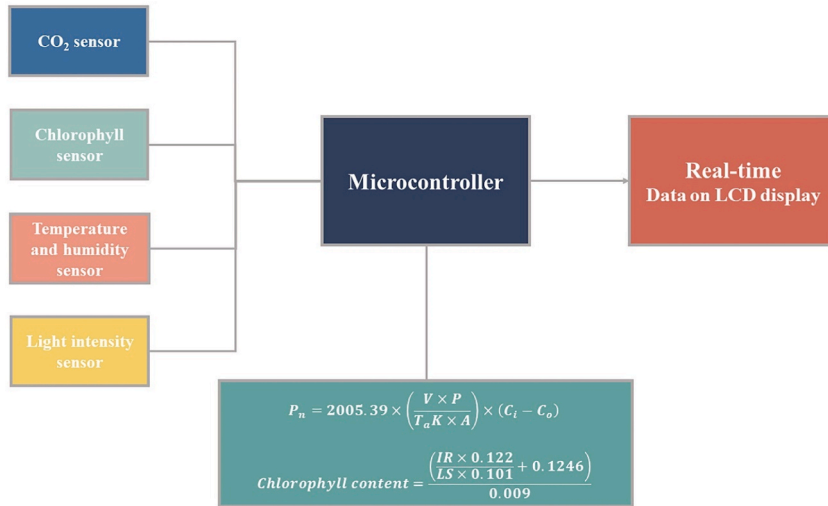 CO₂ sensor
Chlorophyll
sensor
Temperature
and humidity
sensor
Light intensity
sensor
Microcontroller
Real-time
Data on LCD display
Pₙ = 2005.39 × (V × P / TₐK × A) × (Cᵢ − Cₒ)
Chlorophyll content = (IR × 0.122 / LS × 0.101 + 0.1246) / 0.009